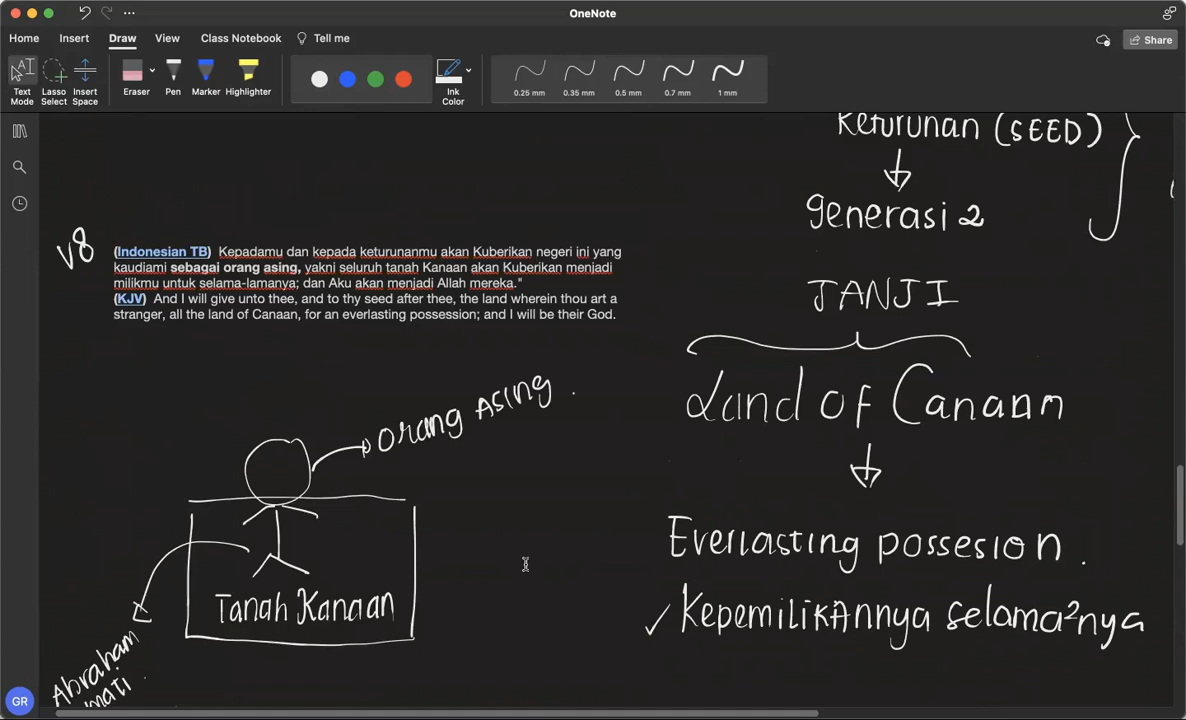 OneNote
Home Insert Draw View Class Notebook Tell me
Share
Text Mode
Lasso Select
Insert Space
Eraser
Pen
Marker
Highlighter
Ink Color
0.25 mm 0.35 mm 0.5 mm 0.7 mm 1 mm
Keturunan (SEED)
Generasi 2
V8
(Indonesian TB) Kepadamu dan kepada keturunanmu akan Kuberikan negeri ini yang
kaudiami sebagai orang asing, yakni seluruh tanah Kanaan akan Kuberikan menjadi
milikmu untuk selama-lamanya; dan Aku akan menjadi Allah mereka."
(KJV) And I will give unto thee, and to thy seed after thee, the land wherein thou art a
stranger, all the land of Canaan, for an everlasting possession; and I will be their God.
JANJI
Land of Canaan
Orang Asing
Everlasting possesion.
Tanah Kanaan
✓ Kepemilikannya selama²nya
Abraham
mati
GR